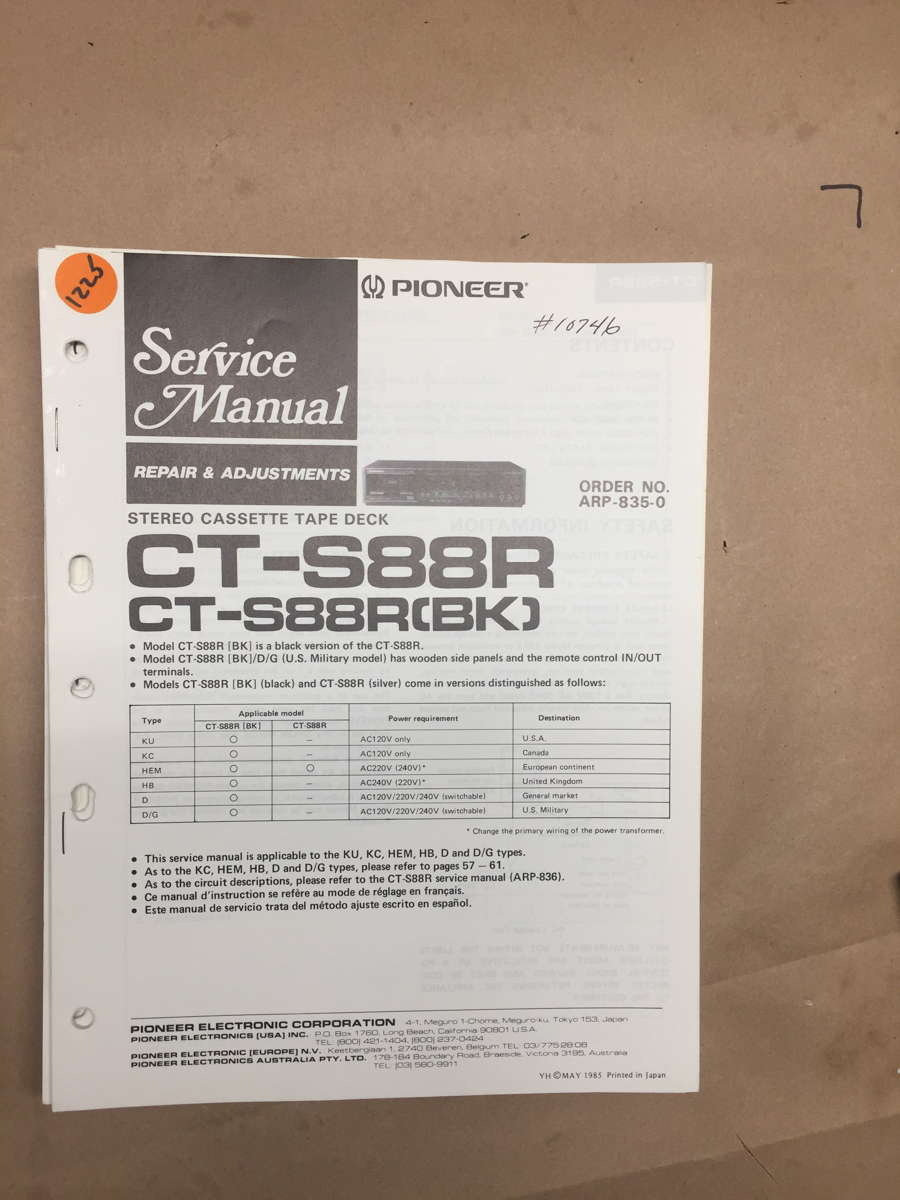 1225
PIONEER®
#10746
Service
Manual
REPAIR & ADJUSTMENTS
ORDER NO.
ARP-835-0
STEREO CASSETTE TAPE DECK
CT-S88R
CT-S88R(BK)
• Model CT-S88R [BK] is a black version of the CT-S88R.
• Model CT-S88R [BK]/D/G (U.S. Military model) has wooden side panels and the remote control IN/OUT
terminals.
• Models CT-S88R [BK] (black) and CT-S88R (silver) come in versions distinguished as follows:
Type Applicable model Power requirement Destination
CT-S88R [BK] CT-S88R
KU ○ – AC120V only U.S.A.
KC ○ – AC120V only Canada
HEM ○ ○ AC220V (240V)* European continent
HB ○ – AC240V (220V)* United Kingdom
D ○ – AC120V/220V/240V (switchable) General market
D/G ○ – AC120V/220V/240V (switchable) U.S. Military
* Change the primary wiring of the power transformer.
• This service manual is applicable to the KU, KC, HEM, HB, D and D/G types.
• As to the KC, HEM, HB, D and D/G types, please refer to pages 57 – 61.
• As to the circuit descriptions, please refer to the CT-S88R service manual (ARP-836).
• Ce manual d'instruction se refère au mode de réglage en français.
• Este manual de servicio trata del método ajuste escrito en español.
PIONEER ELECTRONIC CORPORATION 4-1, Meguro 1-Chome, Meguro-ku, Tokyo 153, Japan
PIONEER ELECTRONICS (USA) INC. P.O. Box 1760, Long Beach, California 90801 U.S.A.
TEL: (800) 421-1404, (800) 237-0424
PIONEER ELECTRONIC (EUROPE) N.V. Keetberglaan 1, 2740 Beveren, Belgium TEL: 03/775 28 08
PIONEER ELECTRONICS AUSTRALIA PTY. LTD. 178-184 Boundary Road, Braeside, Victoria 3195, Australia
TEL: (03) 580-9911
YH © MAY 1985 Printed in Japan